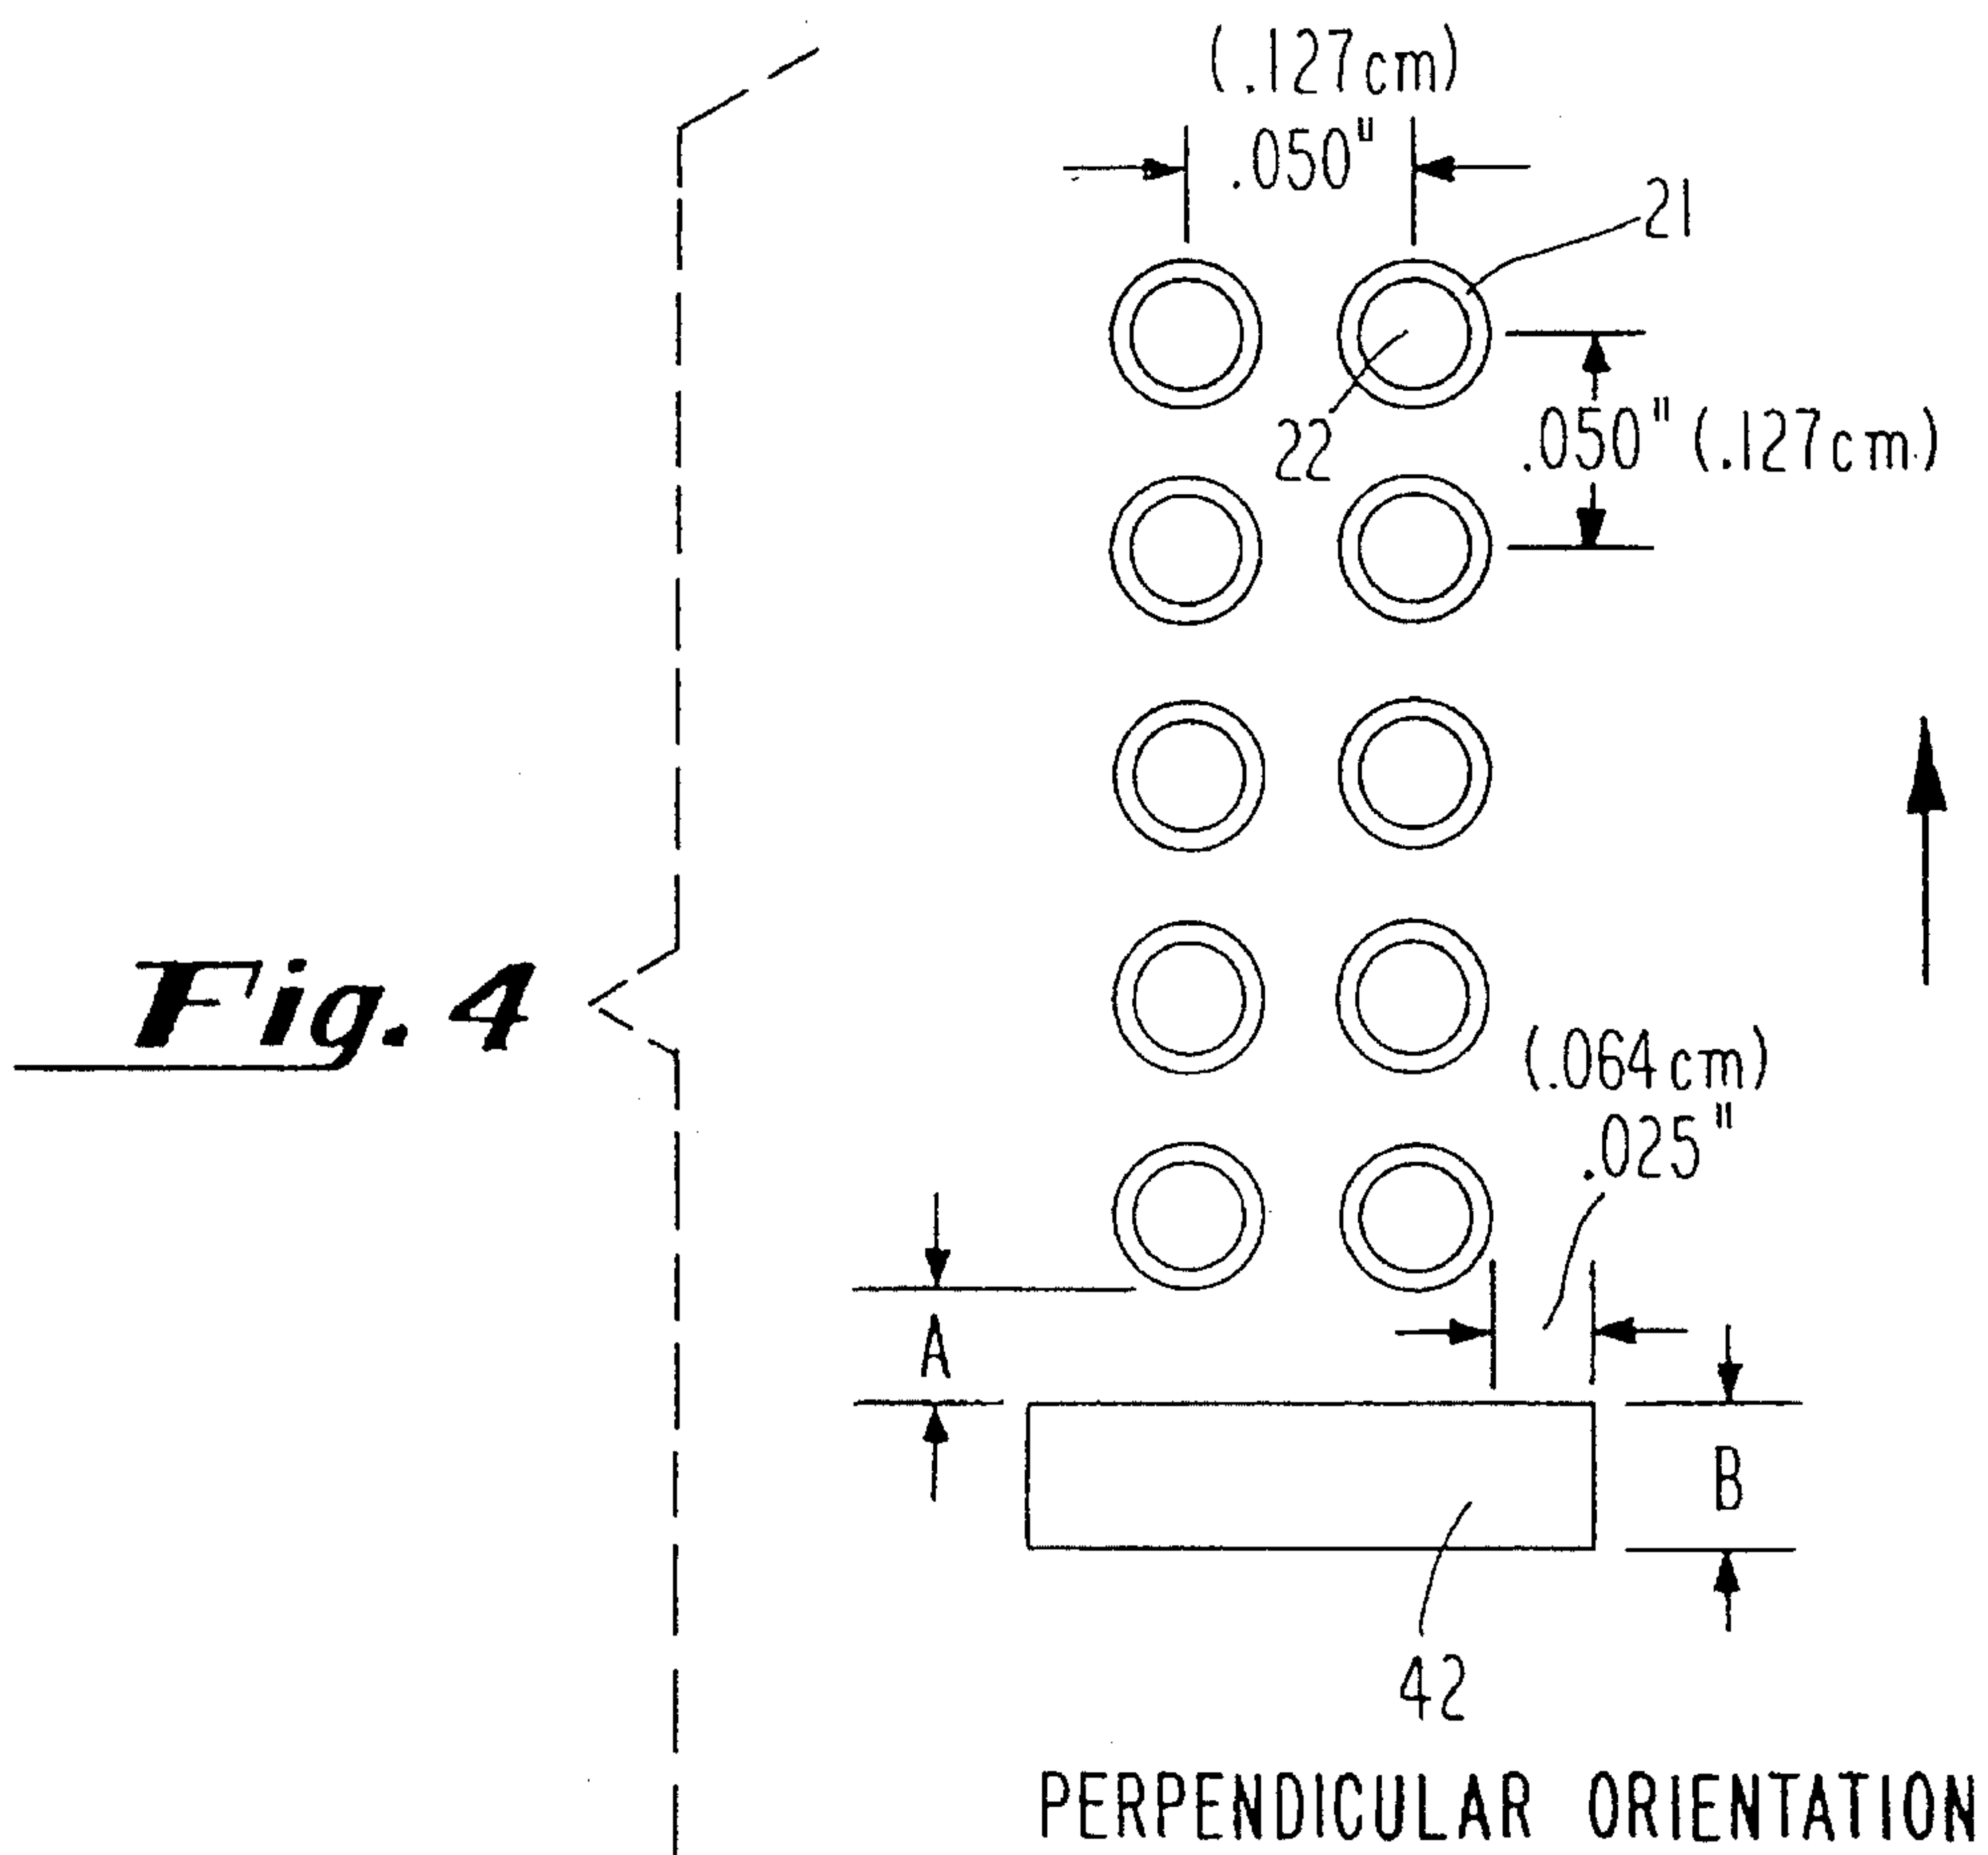 (.127cm)
.050"
21
22
.050" (.127cm)
Fig. 4
(.064cm)
.025"
A
B
42
PERPENDICULAR ORIENTATION